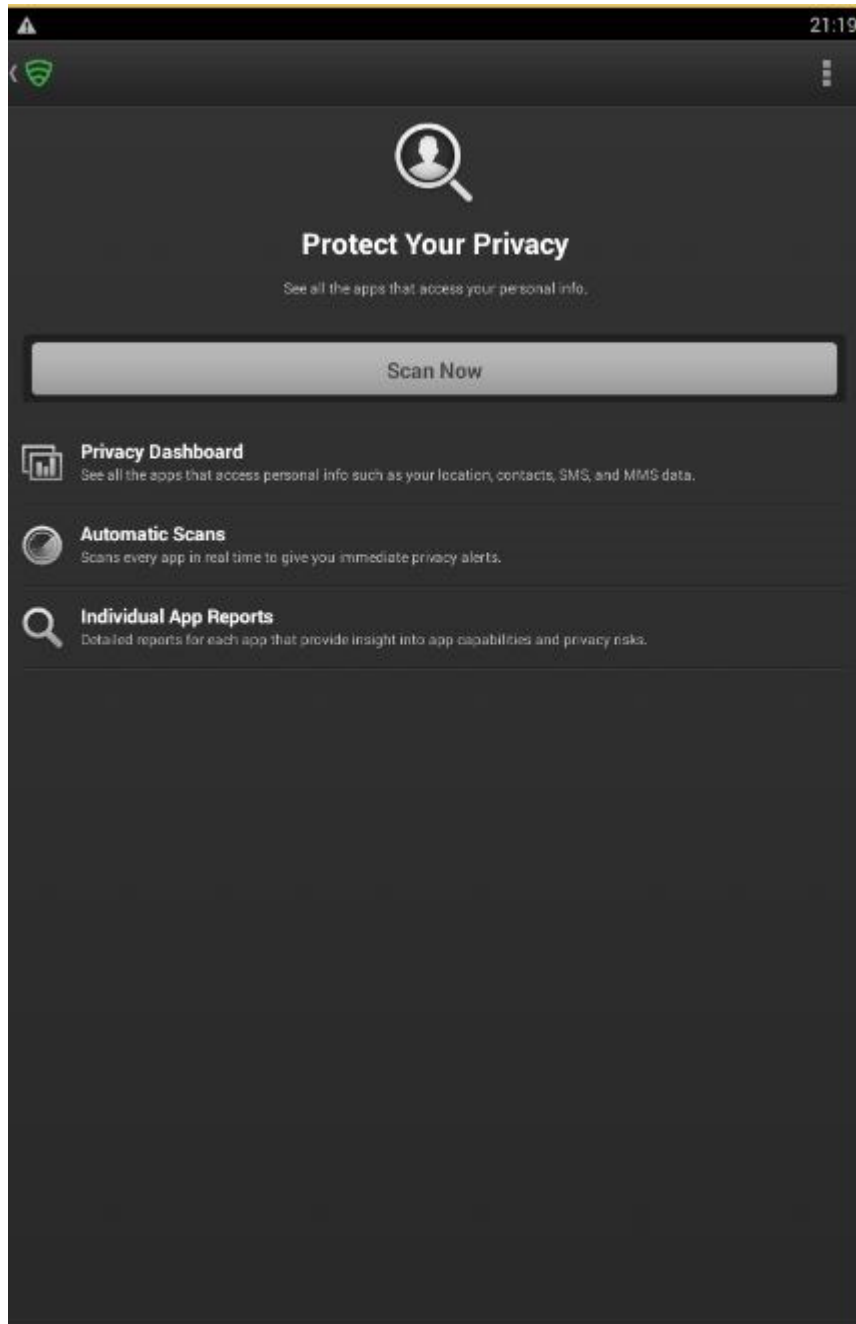 21:19
Protect Your Privacy
See all the apps that access your personal info.
Scan Now
Privacy Dashboard
See all the apps that access personal info such as your location, contacts, SMS, and MMS data.
Automatic Scans
Scans every app in real time to give you immediate privacy alerts.
Individual App Reports
Detailed reports for each app that provide insight into app capabilities and privacy risks.